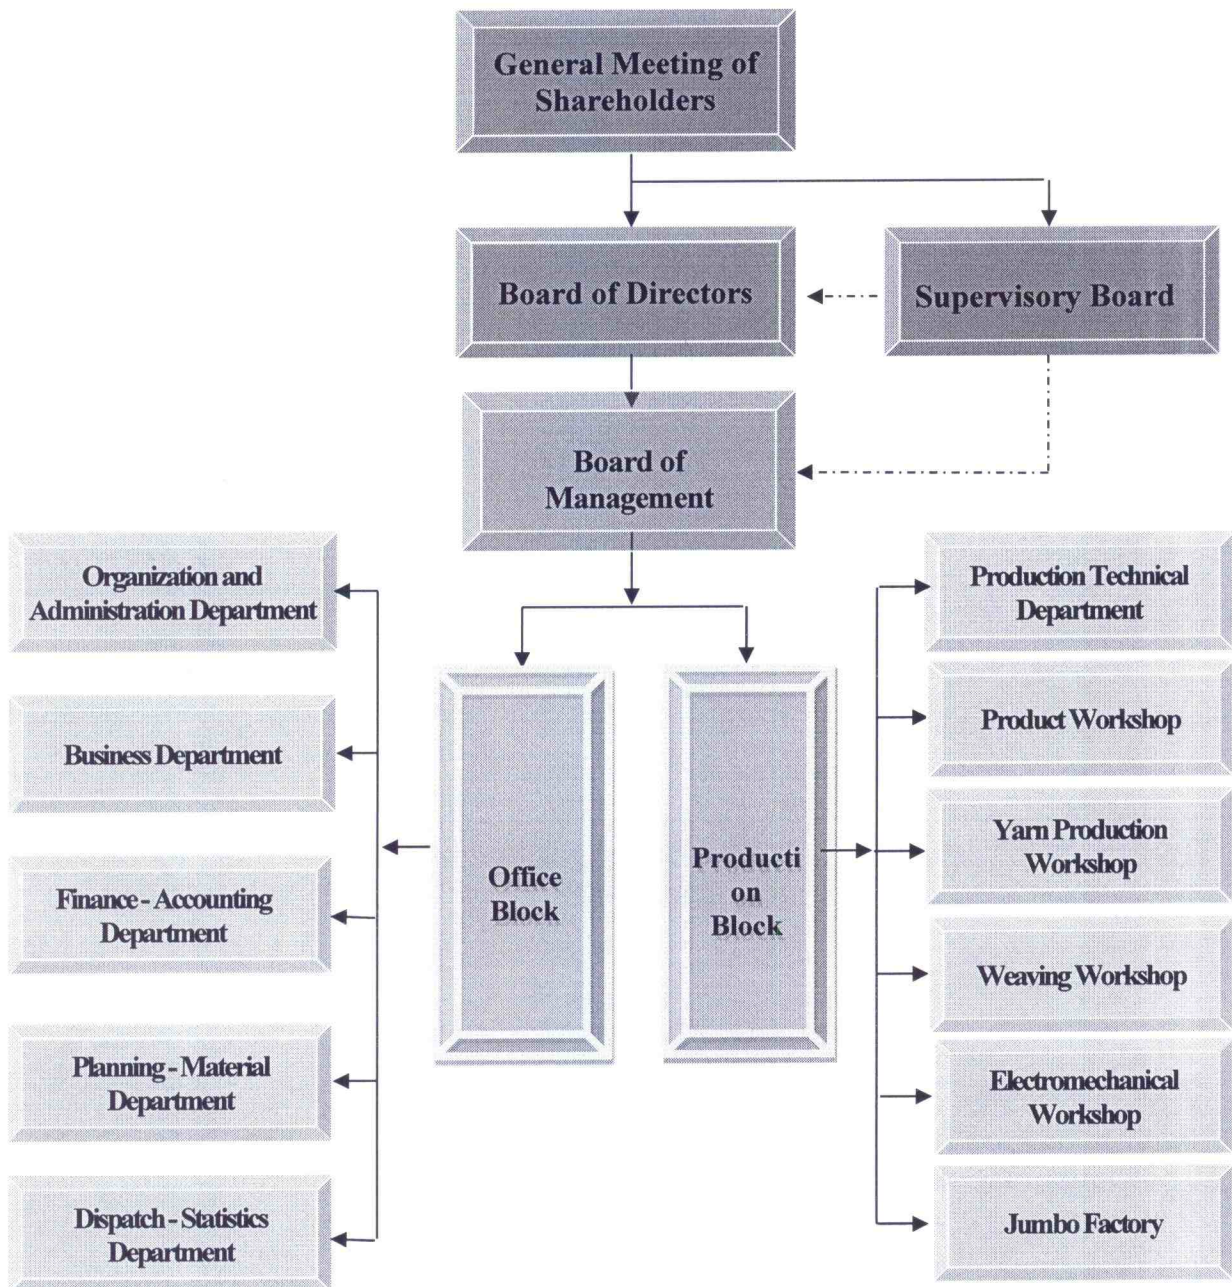 General Meeting of
Shareholders
Board of Directors
Supervisory Board
Board of
Management
Organization and
Administration Department
Business Department
Finance - Accounting
Department
Planning - Material
Department
Dispatch - Statistics
Department
Office
Block
Producti
on
Block
Production Technical
Department
Product Workshop
Yarn Production
Workshop
Weaving Workshop
Electromechanical
Workshop
Jumbo Factory